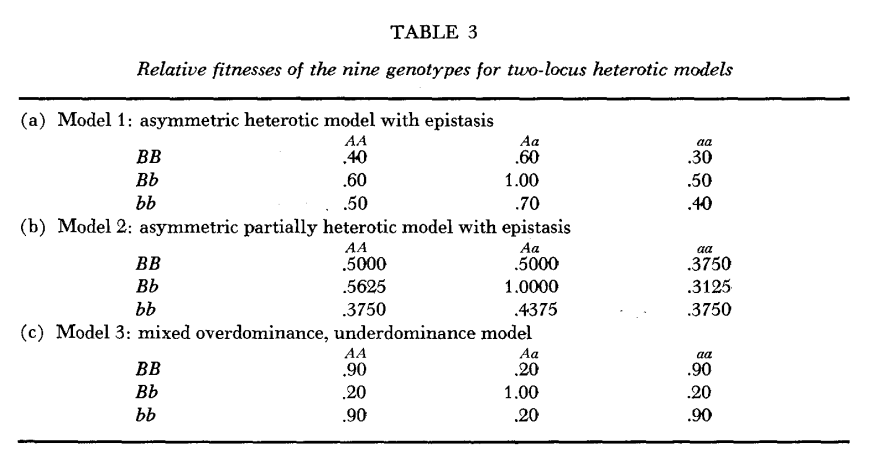 TABLE 3
Relative fitnesses of the nine genotypes for two-locus heterotic models
(a) Model 1: asymmetric heterotic model with epistasis
AA Aa aa
BB .40 .60 .30
Bb .60 1.00 .50
bb .50 .70 .40
(b) Model 2: asymmetric partially heterotic model with epistasis
AA Aa aa
BB .5000 .5000 .3750
Bb .5625 1.0000 .3125
bb .3750 .4375 .3750
(c) Model 3: mixed overdominance, underdominance model
AA Aa aa
BB .90 .20 .90
Bb .20 1.00 .20
bb .90 .20 .90